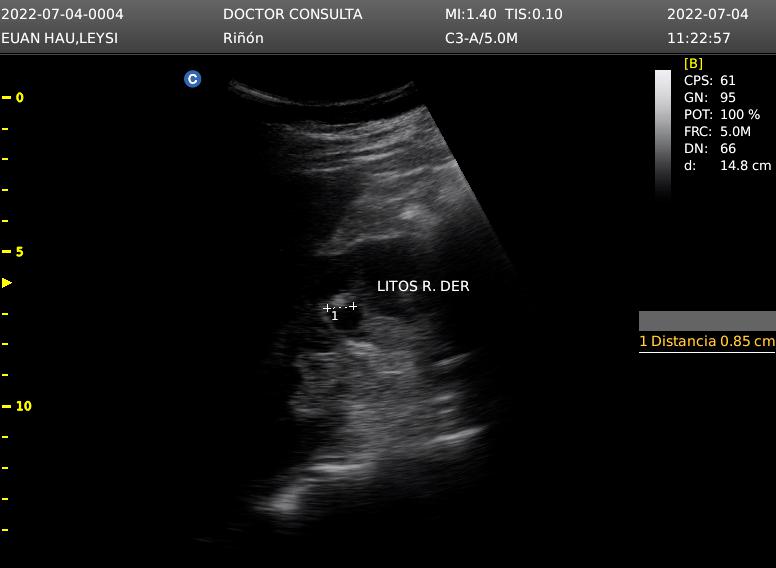 2022-07-04-0004 DOCTOR CONSULTA MI:1.40 TIS:0.10 2022-07-04
EUAN HAU,LEYSI Riñón C3-A/5.0M 11:22:57
C
[B]
CPS: 61
GN: 95
POT: 100 %
FRC: 5.0M
DN: 66
d: 14.8 cm
0
5
LITOS R. DER
1
1 Distancia 0.85 cm
10